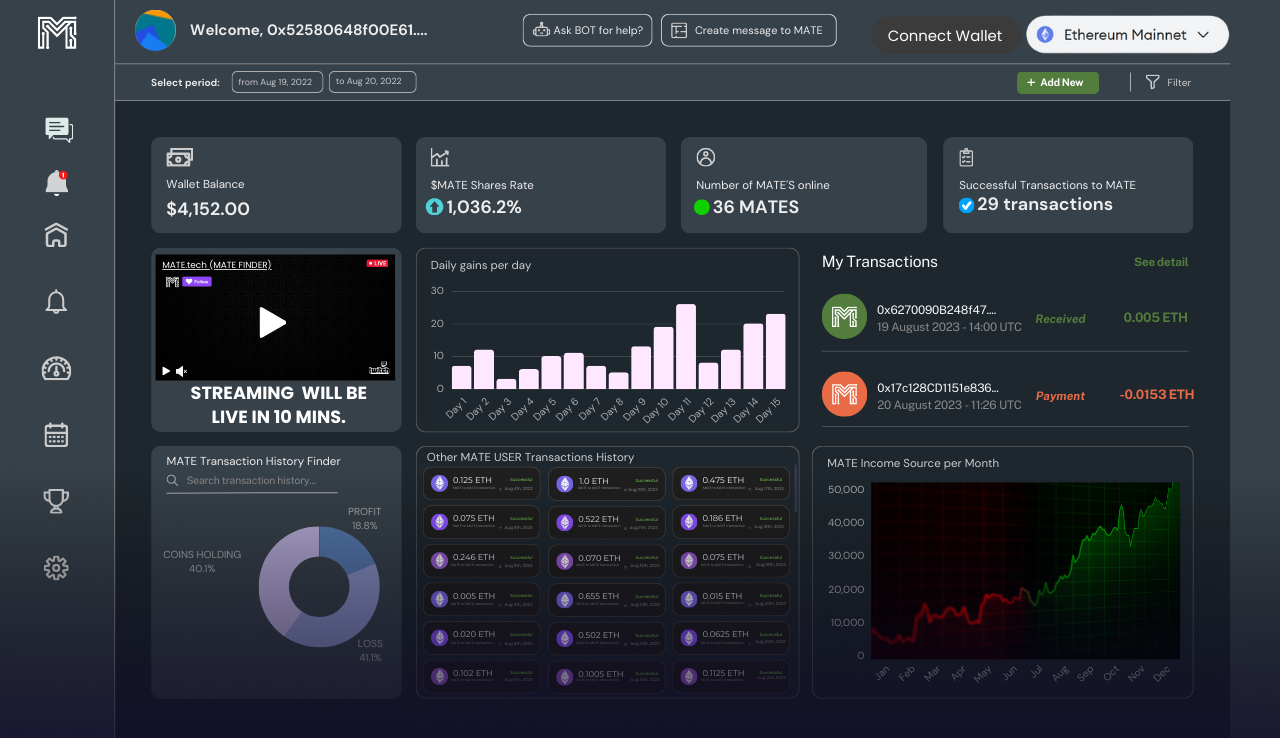 Welcome, 0x52580648f00E61....
Ask BOT for help?
Create message to MATE
Connect Wallet
Ethereum Mainnet
Select period:
from Aug 19, 2022
to Aug 20, 2022
+ Add New
Filter
1
Wallet Balance
$4,152.00
$MATE Shares Rate
1,036.2%
Number of MATE'S online
36 MATES
Successful Transactions to MATE
29 transactions
MATE.tech (MATE FINDER)
LIVE
Follow
STREAMING WILL BE
LIVE IN 10 MINS.
Daily gains per day
30
20
10
0
Day 1
Day 2
Day 3
Day 4
Day 5
Day 6
Day 7
Day 8
Day 9
Day 10
Day 11
Day 12
Day 13
Day 14
Day 15
My Transactions
See detail
0x6270090B248f47....
19 August 2023 - 14:00 UTC
Received
0.005 ETH
0x17c128CD1151e836...
20 August 2023 - 11:26 UTC
Payment
-0.0153 ETH
MATE Transaction History Finder
Search transaction history...
PROFIT
18.8%
COINS HOLDING
40.1%
LOSS
41.1%
Other MATE USER Transactions History
0.125 ETH
Successful
1.0 ETH
Successful
0.475 ETH
Successful
0.075 ETH
Successful
0.522 ETH
Successful
0.186 ETH
Successful
0.246 ETH
Successful
0.070 ETH
Successful
0.075 ETH
Successful
0.005 ETH
Successful
0.655 ETH
Successful
0.015 ETH
Successful
0.020 ETH
Successful
0.502 ETH
Successful
0.0625 ETH
Successful
0.102 ETH
Successful
0.1005 ETH
Successful
0.1125 ETH
Successful
MATE Income Source per Month
50,000
40,000
30,000
20,000
10,000
0
Jan
Feb
Mar
Apr
May
Jun
Jul
Aug
Sep
Oct
Nov
Dec